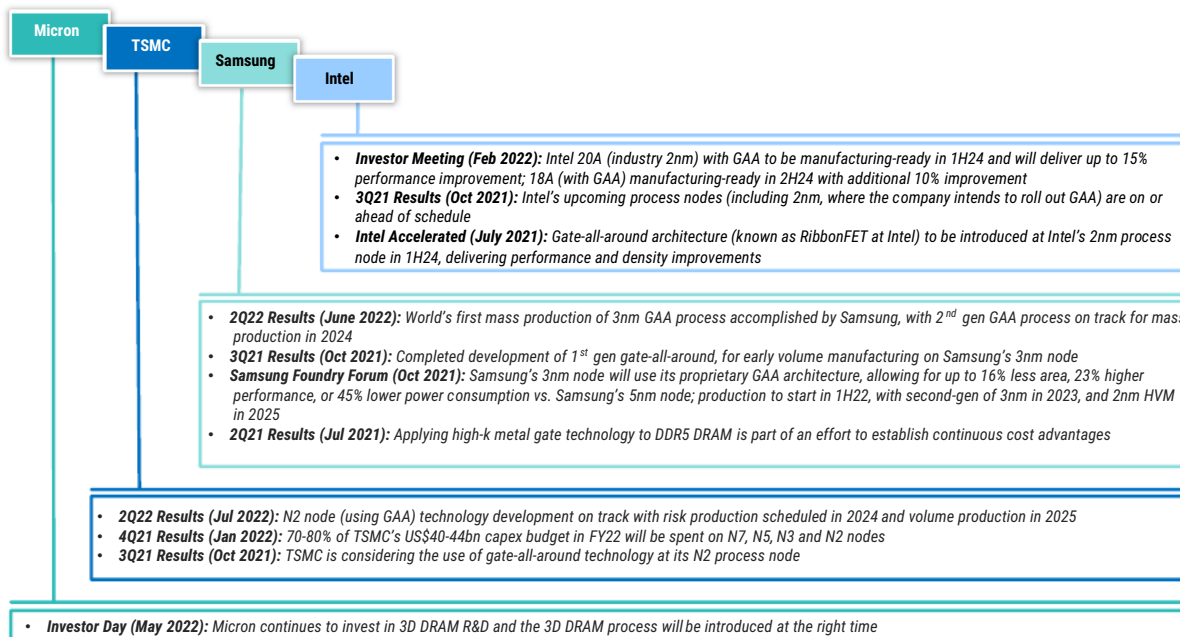 Micron
TSMC
Samsung
Intel
• Investor Meeting (Feb 2022): Intel 20A (industry 2nm) with GAA to be manufacturing-ready in 1H24 and will deliver up to 15%
performance improvement; 18A (with GAA) manufacturing-ready in 2H24 with additional 10% improvement
• 3Q21 Results (Oct 2021): Intel's upcoming process nodes (including 2nm, where the company intends to roll out GAA) are on or
ahead of schedule
• Intel Accelerated (July 2021): Gate-all-around architecture (known as RibbonFET at Intel) to be introduced at Intel's 2nm process
node in 1H24, delivering performance and density improvements
• 2Q22 Results (June 2022): World's first mass production of 3nm GAA process accomplished by Samsung, with 2nd gen GAA process on track for mass
production in 2024
• 3Q21 Results (Oct 2021): Completed development of 1st gen gate-all-around, for early volume manufacturing on Samsung's 3nm node
• Samsung Foundry Forum (Oct 2021): Samsung's 3nm node will use its proprietary GAA architecture, allowing for up to 16% less area, 23% higher
performance, or 45% lower power consumption vs. Samsung's 5nm node; production to start in 1H22, with second-gen of 3nm in 2023, and 2nm HVM
in 2025
• 2Q21 Results (Jul 2021): Applying high-k metal gate technology to DDR5 DRAM is part of an effort to establish continuous cost advantages
• 2Q22 Results (Jul 2022): N2 node (using GAA) technology development on track with risk production scheduled in 2024 and volume production in 2025
• 4Q21 Results (Jan 2022): 70-80% of TSMC's US$40-44bn capex budget in FY22 will be spent on N7, N5, N3 and N2 nodes
• 3Q21 Results (Oct 2021): TSMC is considering the use of gate-all-around technology at its N2 process node
• Investor Day (May 2022): Micron continues to invest in 3D DRAM R&D and the 3D DRAM process will be introduced at the right time